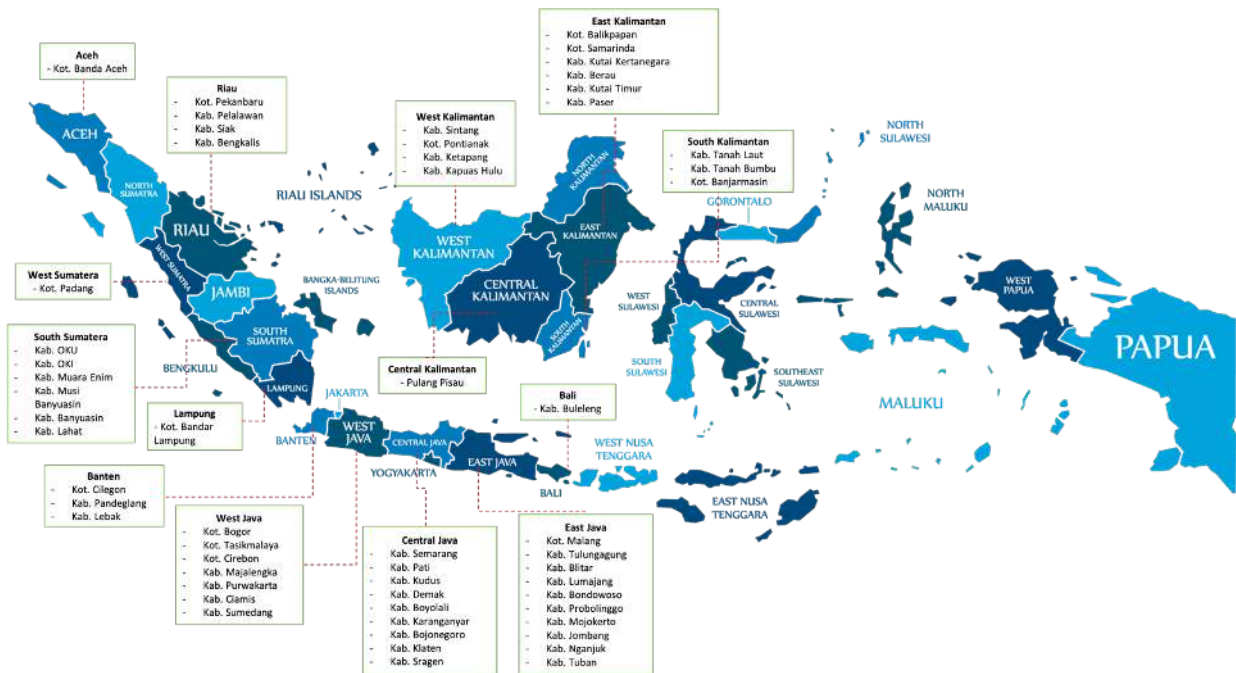 East Kalimantan
- Kot. Balikpapan
- Kot. Samarinda
- Kab. Kutai Kertanegara
- Kab. Berau
- Kab. Kutai Timur
- Kab. Paser
Aceh
- Kot. Banda Aceh
Riau
- Kot. Pekanbaru
- Kab. Pelalawan
- Kab. Siak
- Kab. Bengkalis
West Kalimantan
- Kab. Sintang
- Kot. Pontianak
- Kab. Ketapang
- Kab. Kapuas Hulu
South Kalimantan
- Kab. Tanah Laut
- Kab. Tanah Bumbu
- Kot. Banjarmasin
ACEH
NORTH
SUMATRA
RIAU
RIAU ISLANDS
WEST SUMATRA
JAMBI
BANGKA-BELITUNG
ISLANDS
SOUTH
SUMATRA
BENGKULU
LAMPUNG
WEST
KALIMANTAN
NORTH
KALIMANTAN
EAST
KALIMANTAN
CENTRAL
KALIMANTAN
SOUTH
KALIMANTAN
NORTH
SULAWESI
GORONTALO
NORTH
MALUKU
WEST
SULAWESI
CENTRAL
SULAWESI
SOUTH
SULAWESI
SOUTHEAST
SULAWESI
WEST
PAPUA
PAPUA
MALUKU
West Sumatera
- Kot. Padang
South Sumatera
- Kab. OKU
- Kab. OKI
- Kab. Muara Enim
- Kab. Musi
Banyuasin
- Kab. Banyuasin
- Kab. Lahat
Lampung
- Kot. Bandar
Lampung
Central Kalimantan
- Pulang Pisau
Bali
- Kab. Buleleng
JAKARTA
BANTEN
WEST
JAVA
CENTRAL JAVA
YOGYAKARTA
EAST JAVA
BALI
WEST NUSA
TENGGARA
EAST NUSA
TENGGARA
Banten
- Kot. Cilegon
- Kab. Pandeglang
- Kab. Lebak
West Java
- Kot. Bogor
- Kot. Tasikmalaya
- Kot. Cirebon
- Kab. Majalengka
- Kab. Purwakarta
- Kab. Ciamis
- Kab. Sumedang
Central Java
- Kab. Semarang
- Kab. Pati
- Kab. Kudus
- Kab. Demak
- Kab. Boyolali
- Kab. Karanganyar
- Kab. Bojonegoro
- Kab. Klaten
- Kab. Sragen
East Java
- Kot. Malang
- Kab. Tulungagung
- Kab. Blitar
- Kab. Lumajang
- Kab. Bondowoso
- Kab. Probolinggo
- Kab. Mojokerto
- Kab. Jombang
- Kab. Nganjuk
- Kab. Tuban